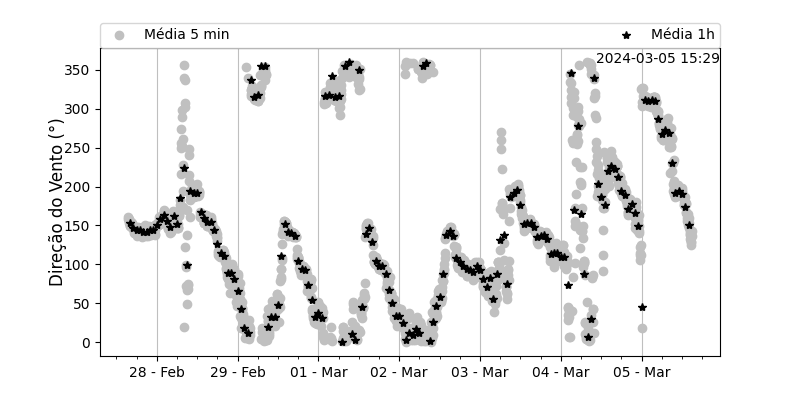 Média 5 min
Média 1h
2024-03-05 15:29
Direção do Vento (°)
350
300
250
200
150
100
50
0
28 - Feb
29 - Feb
01 - Mar
02 - Mar
03 - Mar
04 - Mar
05 - Mar